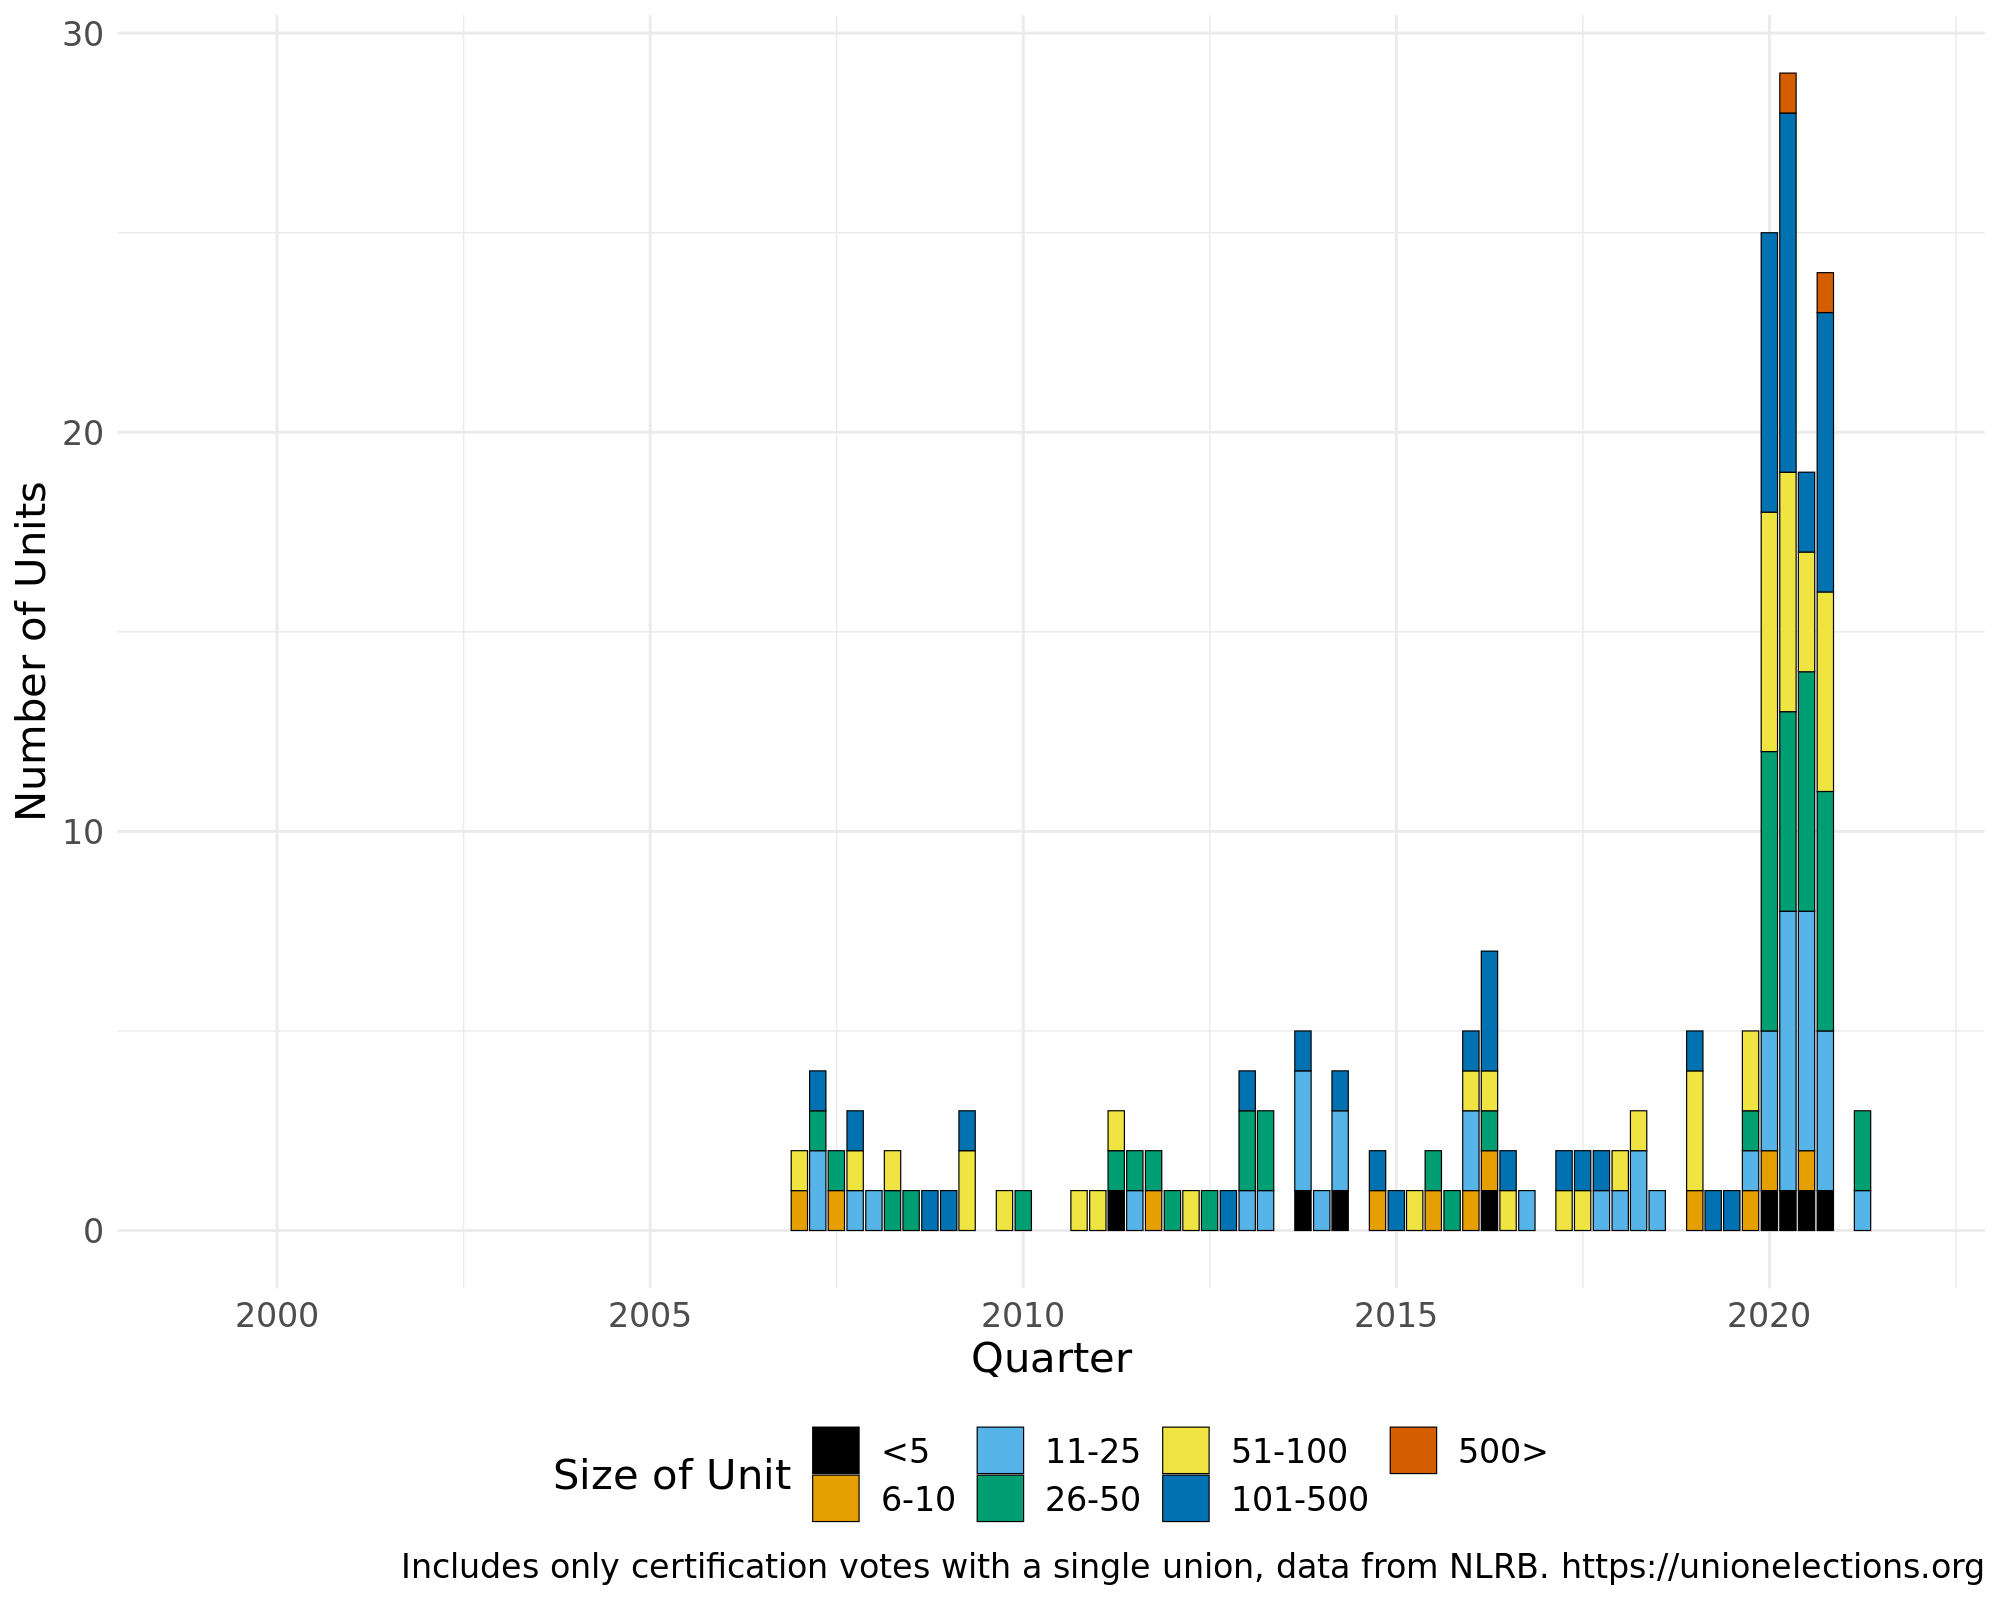 30
20
10
0
Number of Units
2000 2005 2010 2015 2020
Quarter
Size of Unit
<5 11-25 51-100 500>
6-10 26-50 101-500
Includes only certification votes with a single union, data from NLRB. https://unionelections.org